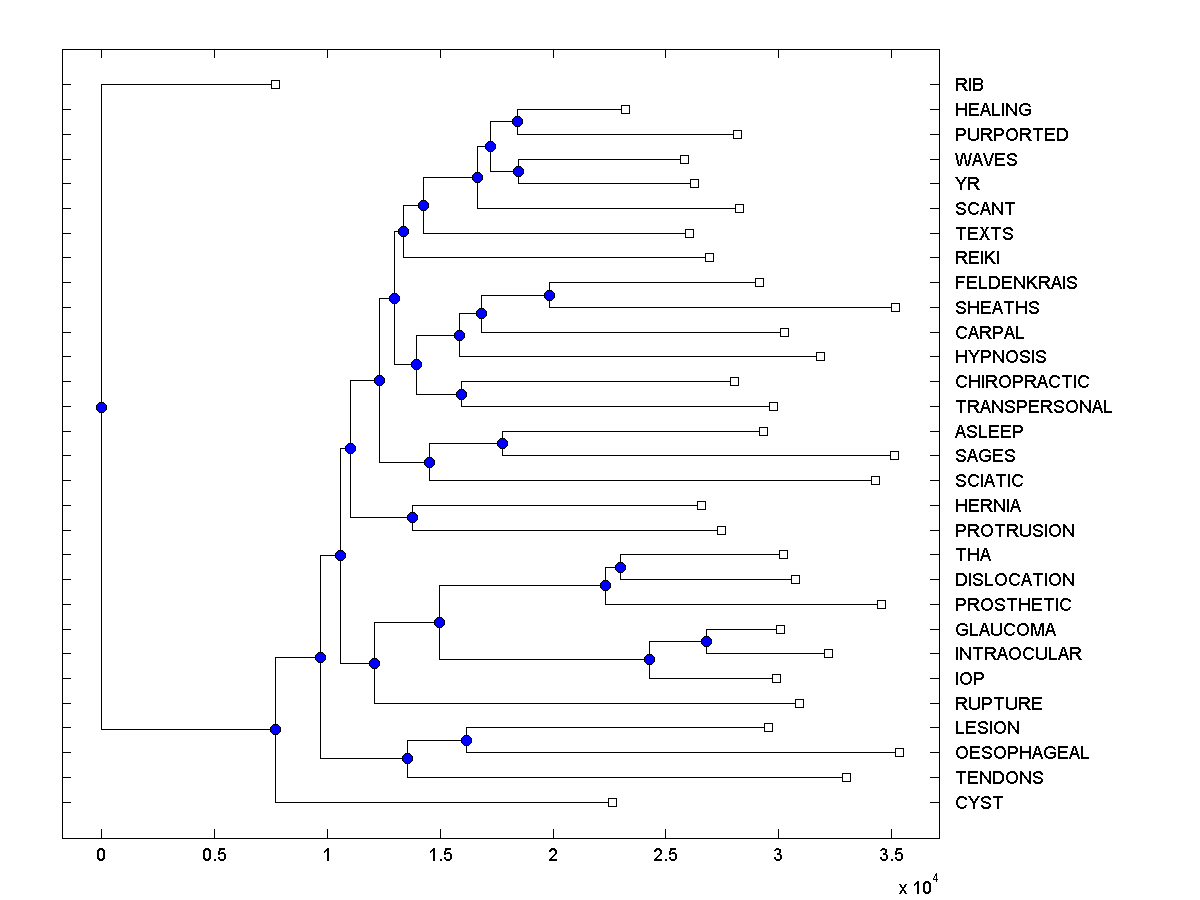 RIB
HEALING
PURPORTED
WAVES
YR
SCANT
TEXTS
REIKI
FELDENKRAIS
SHEATHS
CARPAL
HYPNOSIS
CHIROPRACTIC
TRANSPERSONAL
ASLEEP
SAGES
SCIATIC
HERNIA
PROTRUSION
THA
DISLOCATION
PROSTHETIC
GLAUCOMA
INTRAOCULAR
IOP
RUPTURE
LESION
OESOPHAGEAL
TENDONS
CYST
0 0.5 1 1.5 2 2.5 3 3.5
x 10^4